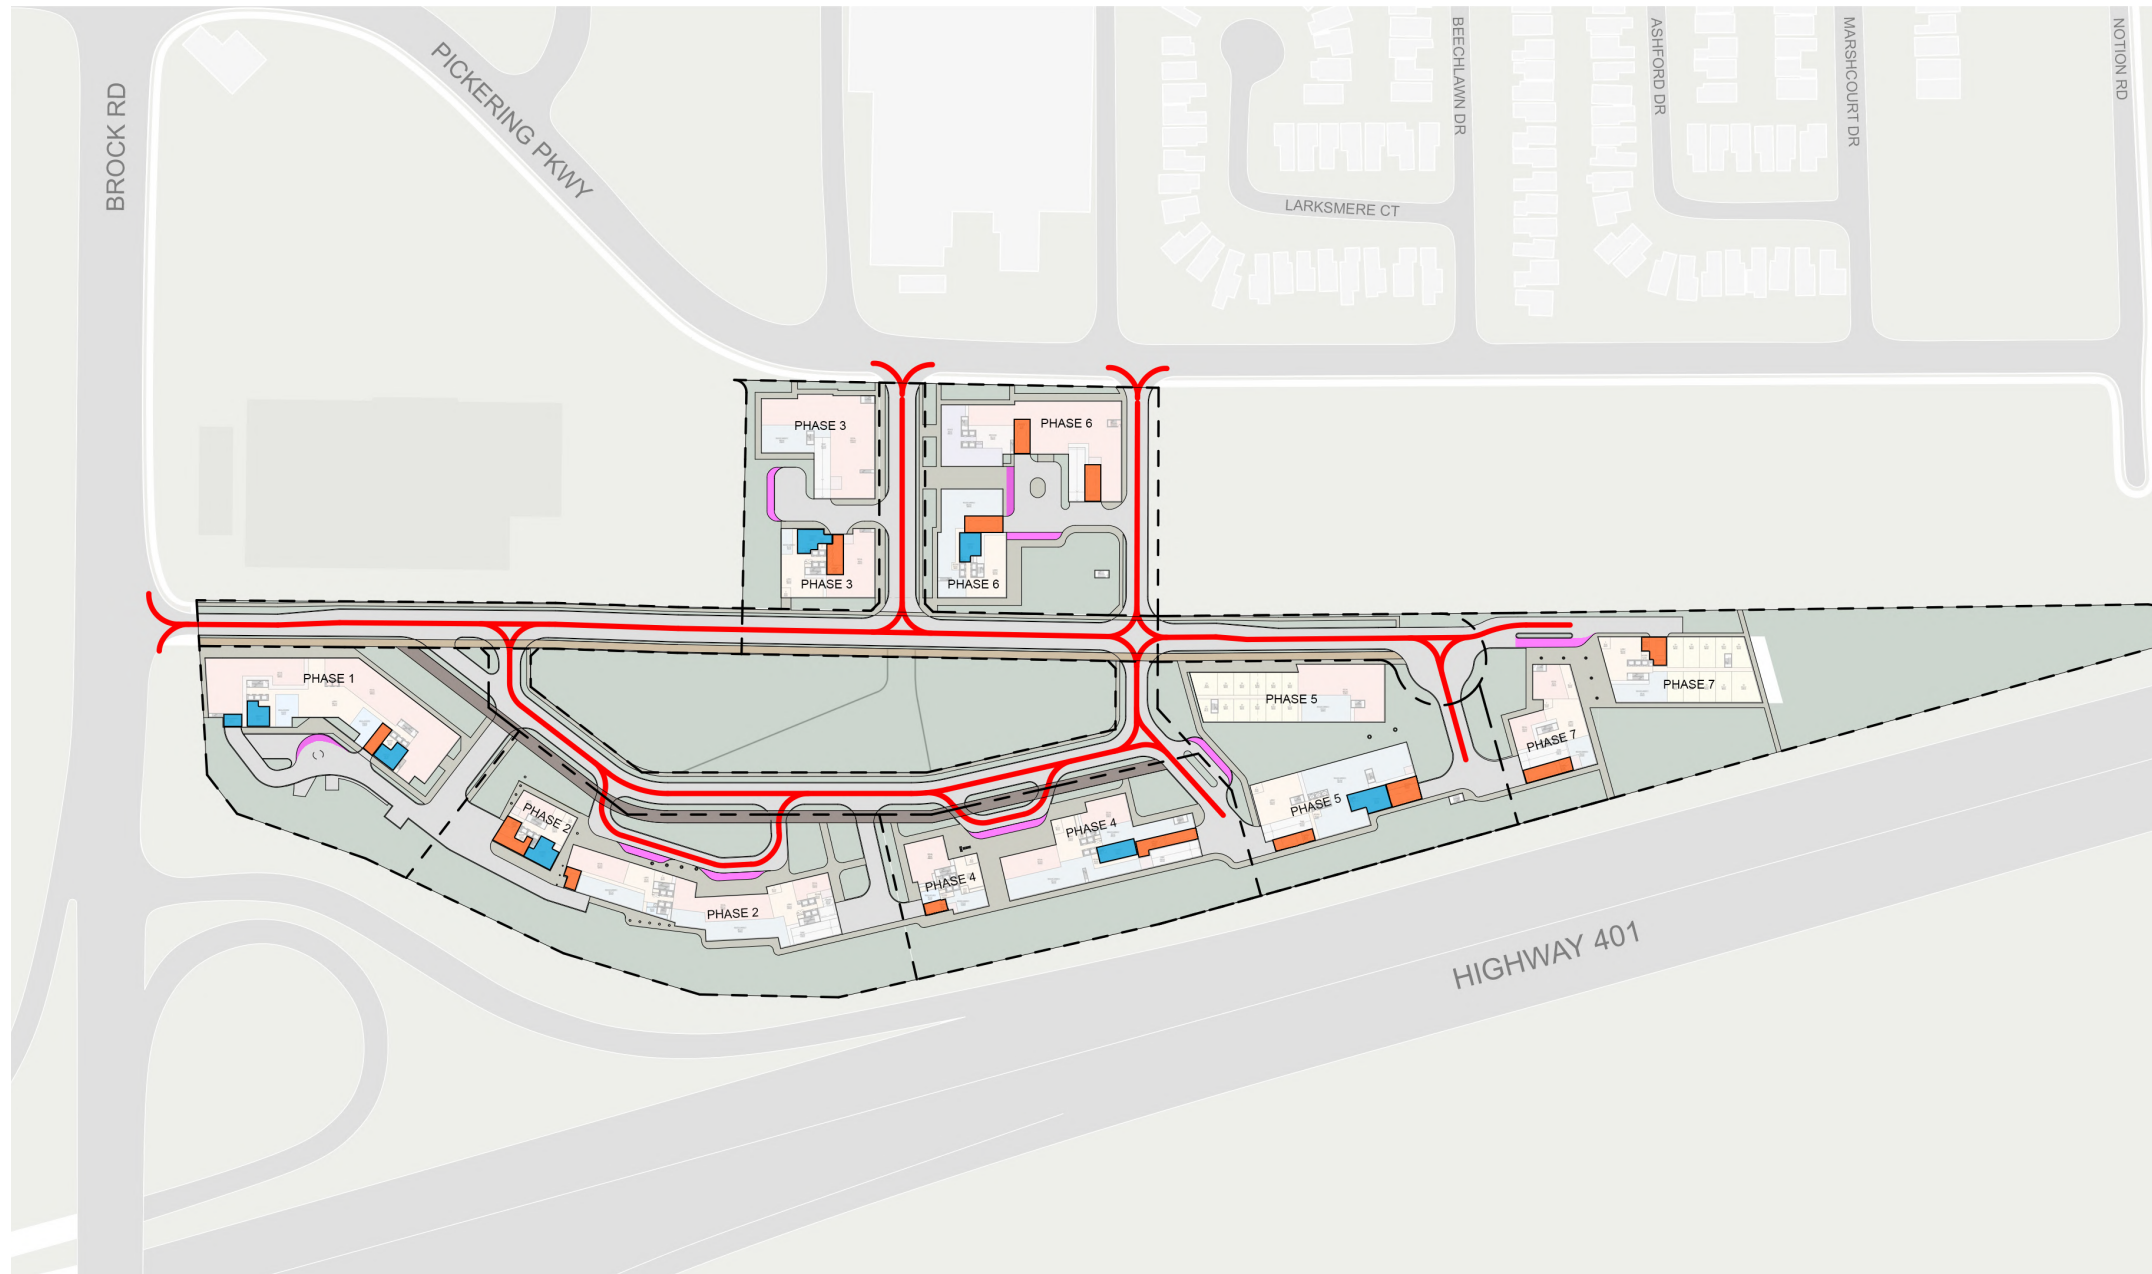 BROCK RD
PICKERING PKWY
BEECHLAWN DR
ASHFORD DR
MARSHCOURT DR
NOTION RD
LARKSMERE CT
PHASE 3
PHASE 6
PHASE 3
PHASE 6
PHASE 1
PHASE 5
PHASE 7
PHASE 7
PHASE 2
PHASE 5
PHASE 4
PHASE 4
PHASE 2
HIGHWAY 401